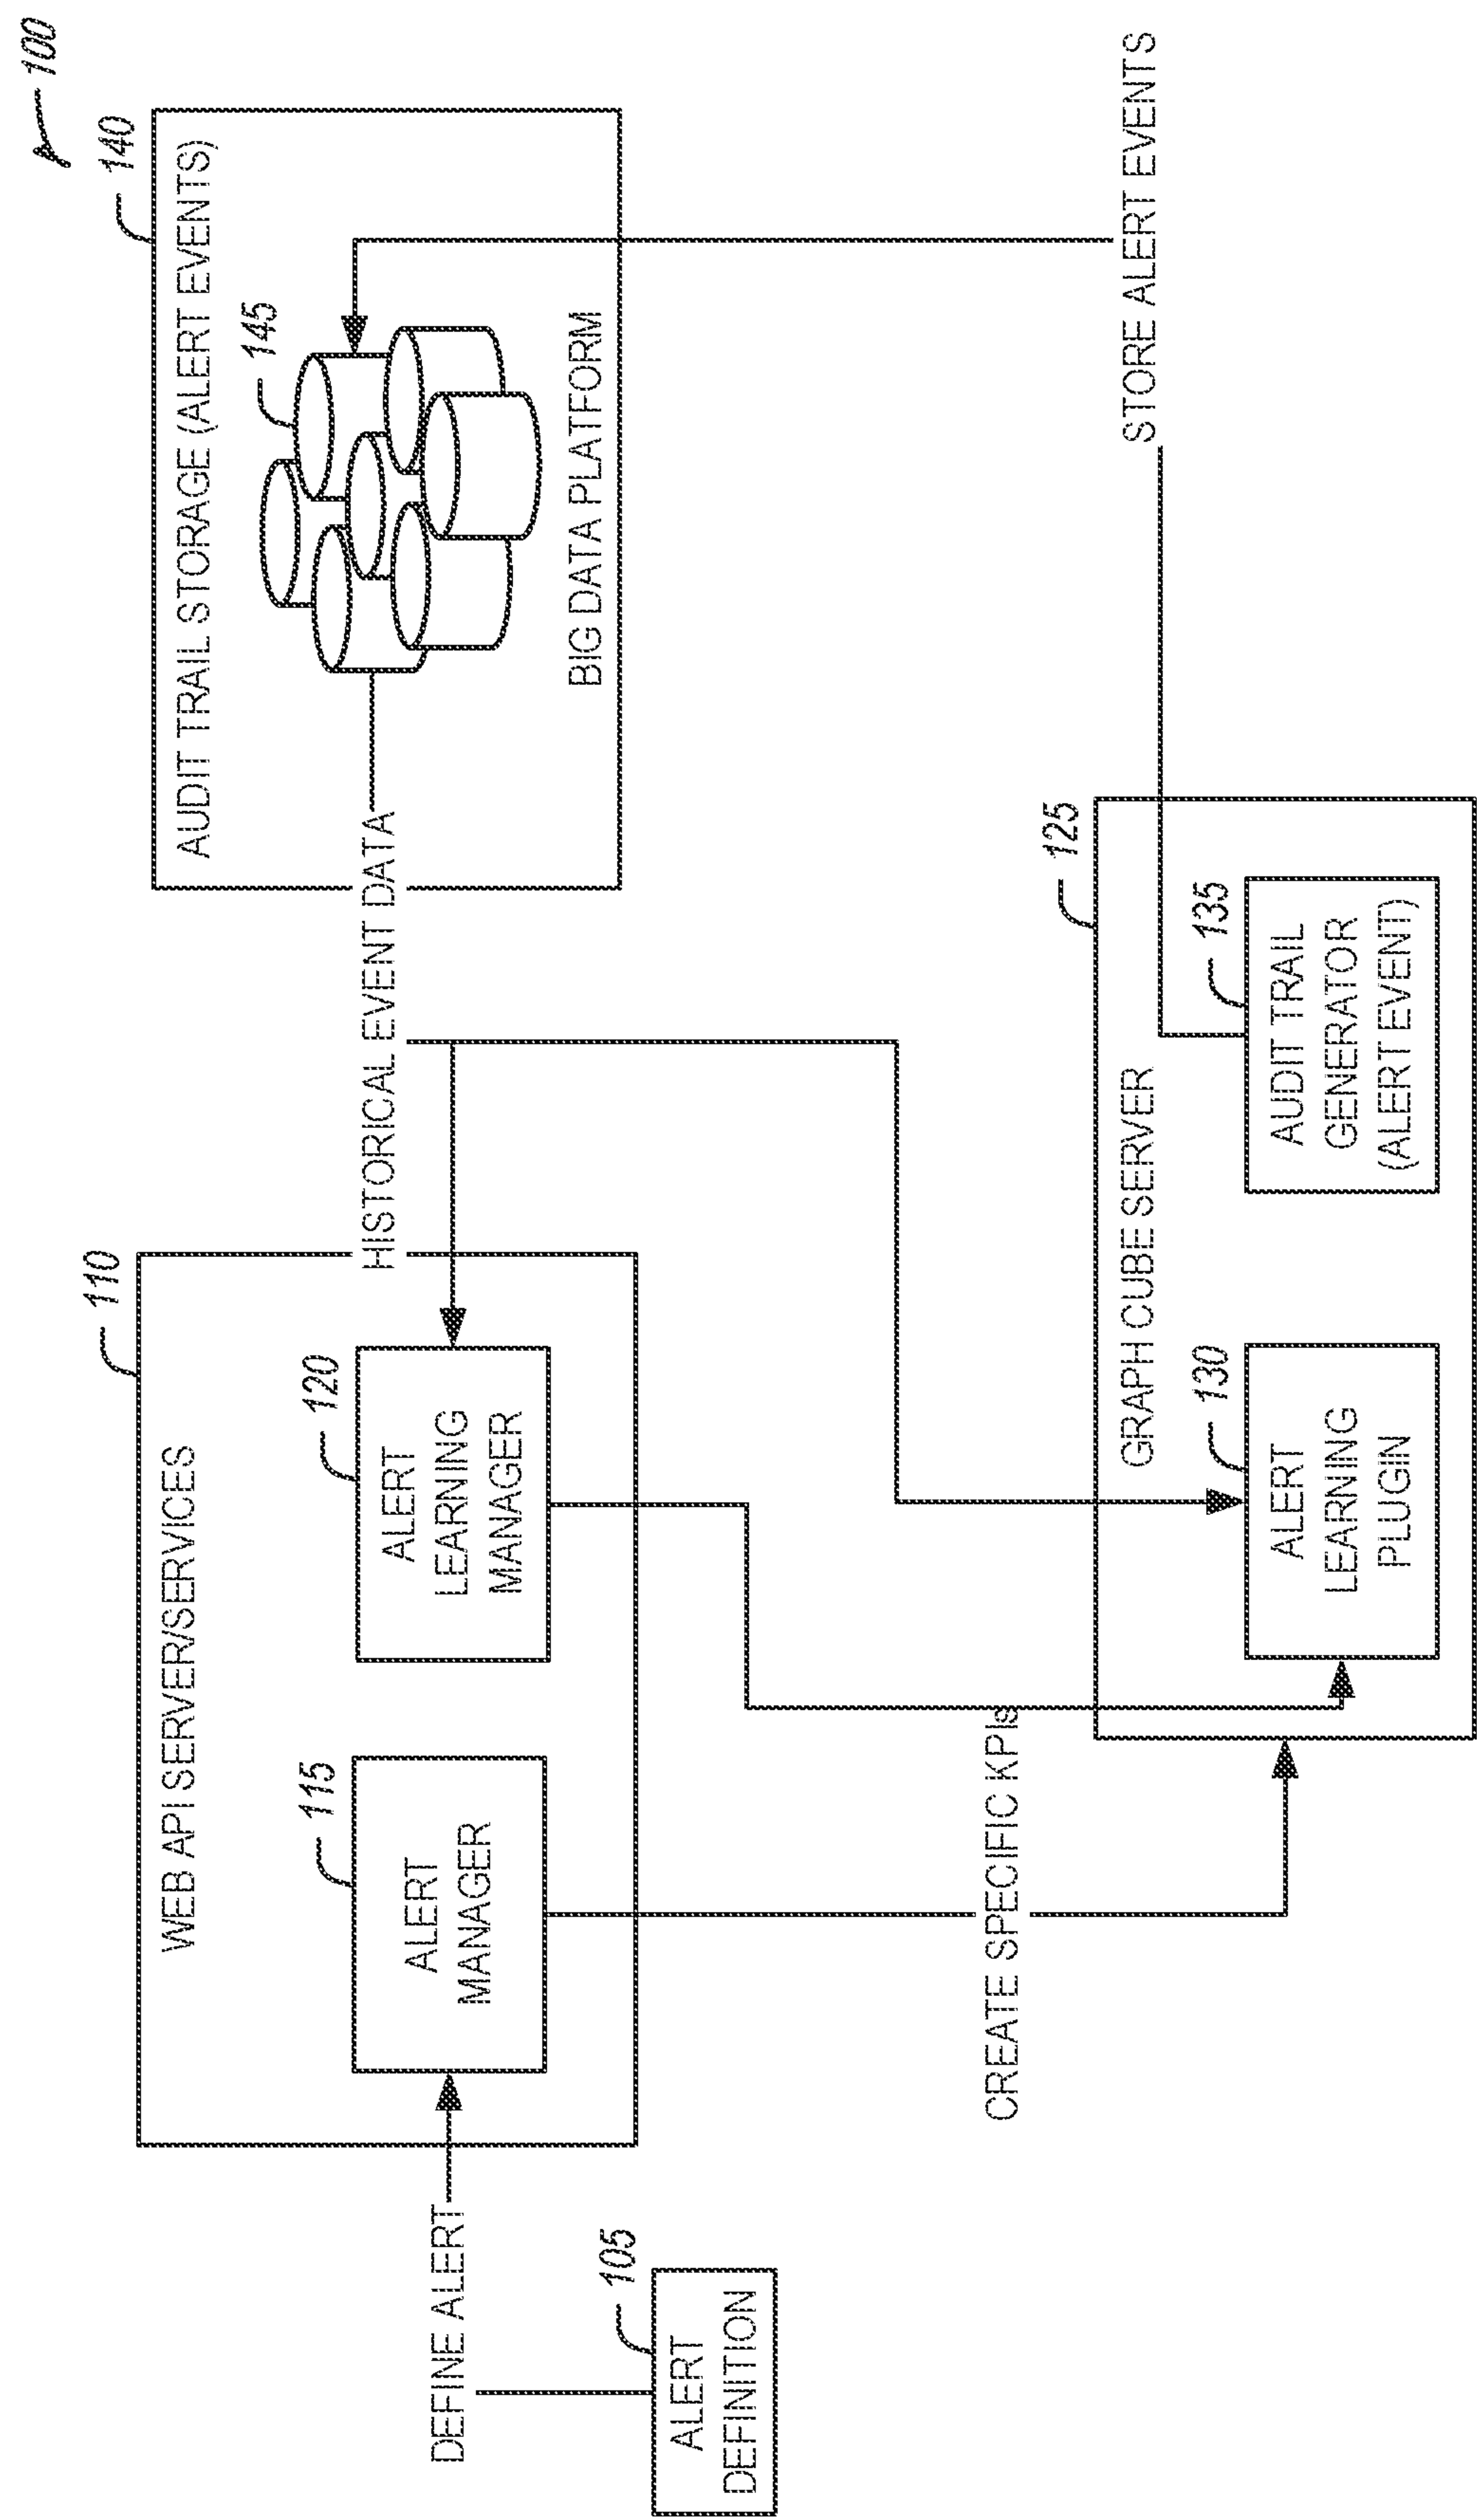 100
DEFINE ALERT
105
ALERT
DEFINITION
110
WEB API SERVER/SERVICES
115
ALERT
MANAGER
120
ALERT
LEARNING
MANAGER
HISTORICAL EVENT DATA
140
AUDIT TRAIL STORAGE (ALERT EVENTS)
145
BIG DATA PLATFORM
CREATE SPECIFIC KPIs
125
GRAPH CUBE SERVER
130
ALERT
LEARNING
PLUGIN
135
AUDIT TRAIL
GENERATOR
(ALERT EVENT)
STORE ALERT EVENTS